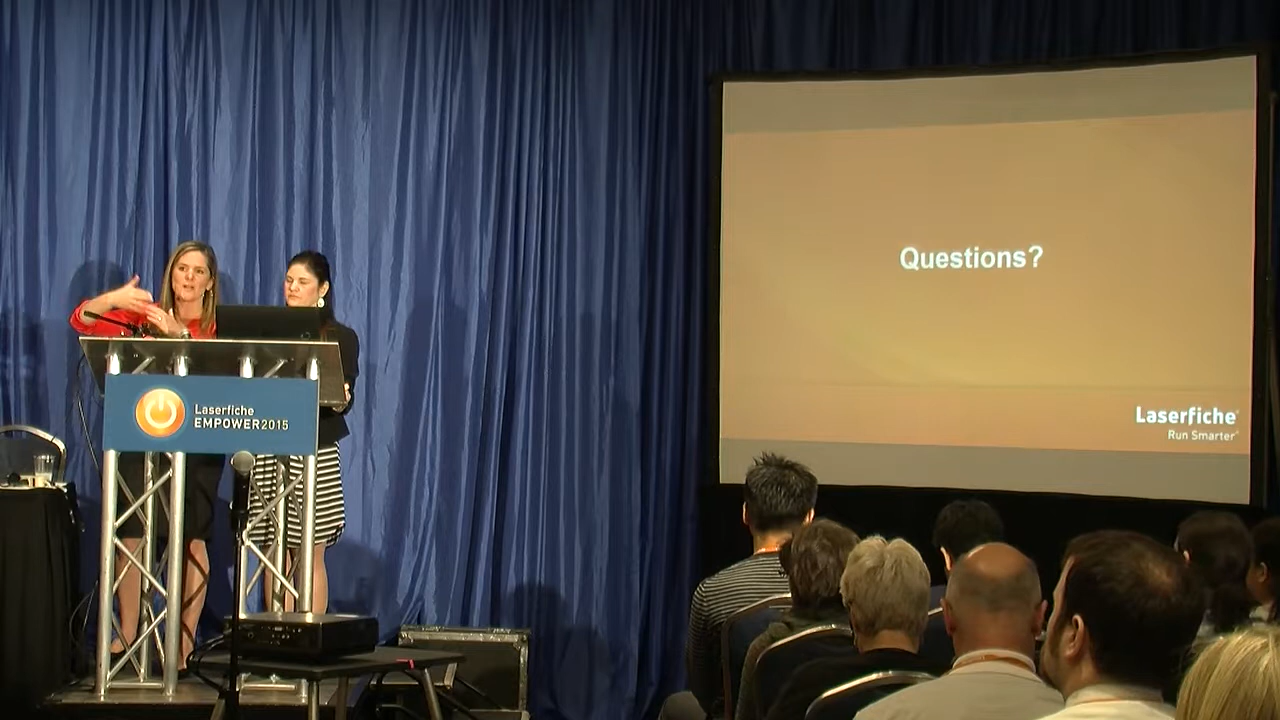 Questions?
Laserfiche
Run Smarter
Laserfiche
EMPOWER2015